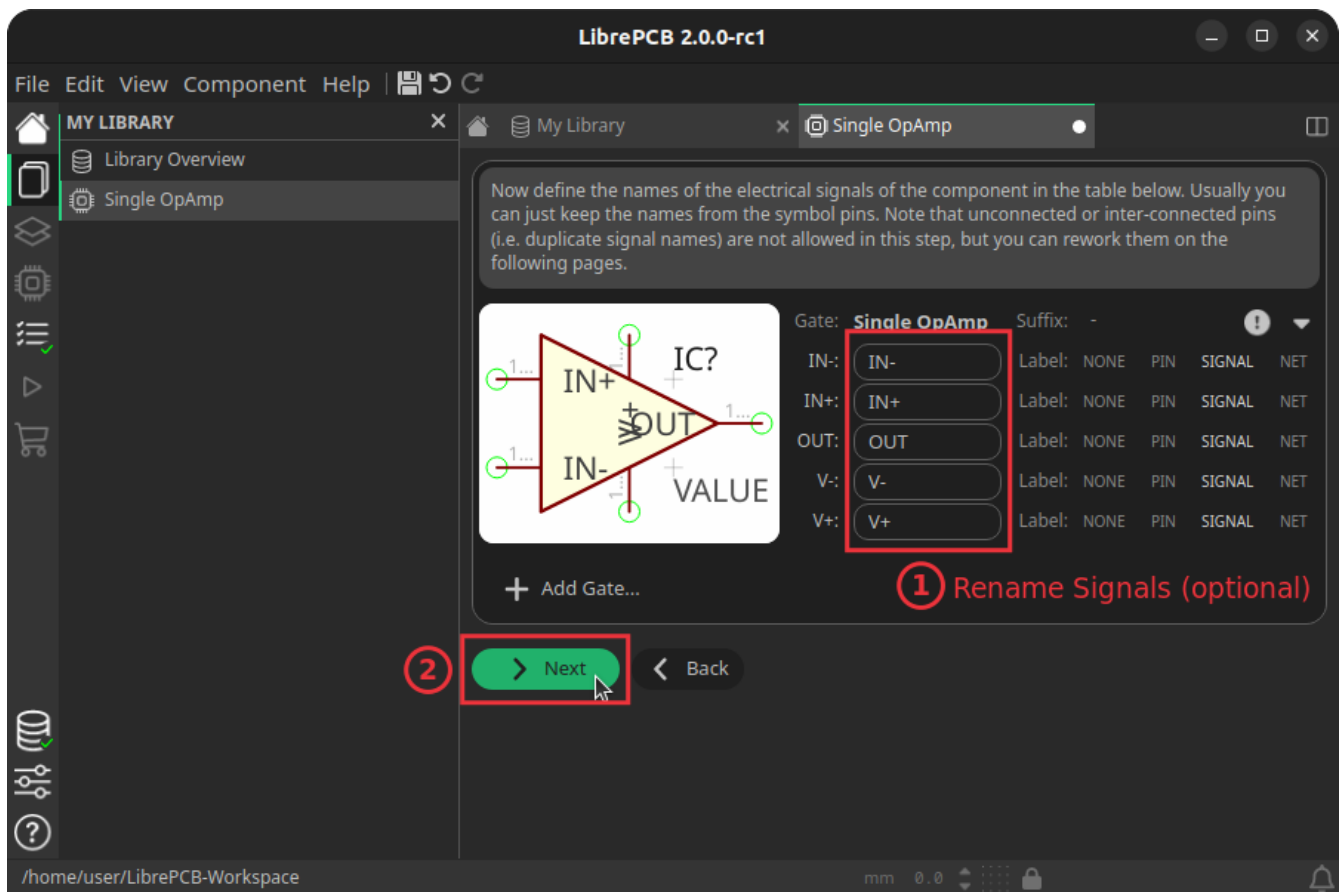 LibrePCB 2.0.0-rc1
File Edit View Component Help
MY LIBRARY
Library Overview
Single OpAmp
My Library
Single OpAmp
Now define the names of the electrical signals of the component in the table below. Usually you
can just keep the names from the symbol pins. Note that unconnected or inter-connected pins
(i.e. duplicate signal names) are not allowed in this step, but you can rework them on the
following pages.
IC?
IN+
OUT
IN-
VALUE
1...
1...
1...
1...
1...
Gate: Single OpAmp Suffix: -
IN-: IN- Label: NONE PIN SIGNAL NET
IN+: IN+ Label: NONE PIN SIGNAL NET
OUT: OUT Label: NONE PIN SIGNAL NET
V-: V- Label: NONE PIN SIGNAL NET
V+: V+ Label: NONE PIN SIGNAL NET
Add Gate...
1 Rename Signals (optional)
2 Next Back
/home/user/LibrePCB-Workspace
mm 0.0